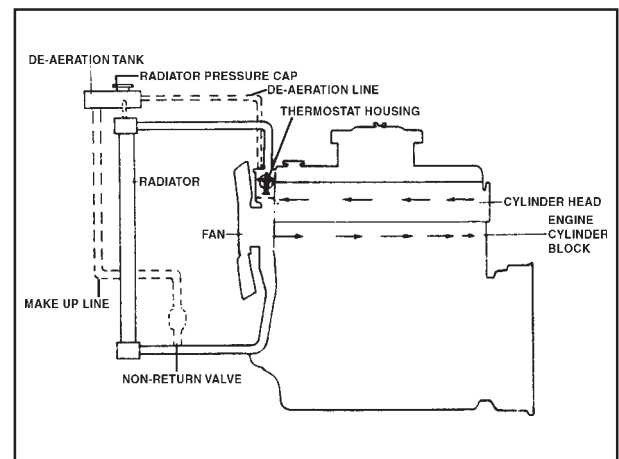 DE-AERATION TANK
RADIATOR PRESSURE CAP
DE-AERATION LINE
THERMOSTAT HOUSING
RADIATOR
CYLINDER HEAD
FAN
ENGINE
CYLINDER
BLOCK
MAKE UP LINE
NON-RETURN VALVE